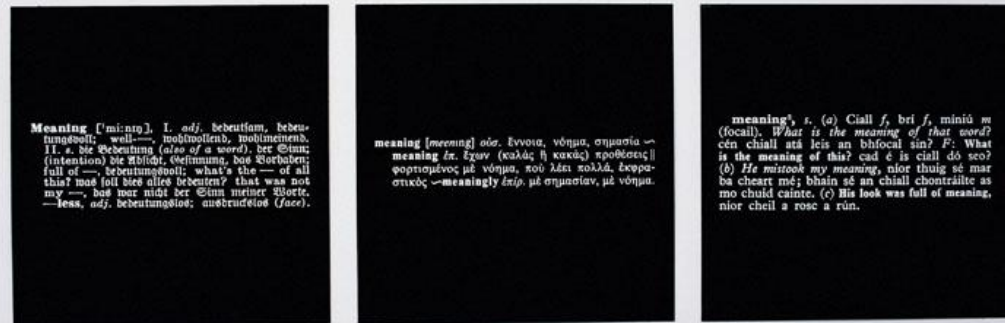 Meaning ['mi:nıŋ], I. adj. bedeutſam, bedeu-
tungsvoll; well-—, wohlwollend, wohlmeinend.
II. s. die Bedeutung (also of a word). der Sinn;
(intention) die Abſicht, Geſinnung, das Vorhaben;
full of —, bedeutungsvoll; what's the — of all
this? was ſoll dies alles bedeuten? that was not
my —, das war nicht der Sinn meiner Worte.
—less, adj. bedeutungslos; ausdruckslos (face).
meaning [meening] οὐσ. ἔννοια, νόημα, σημασία ∽
meaning ἐπ. ἔχων (καλάς ἤ κακάς) προθέσεις ||
φορτισμένος μὲ νόημα, ποὺ λέει πολλά, ἐκφρα-
στικὸς ∽meaningly ἐπίρ. μὲ σημασίαν, μὲ νόημα.
meaning², s. (a) Ciall f, brí f, míniú m
(focail). What is the meaning of that word?
cén chiall atá leis an bhfocal sin? F: What
is the meaning of this? cad é is ciall dó seo?
(b) He mistook my meaning, níor thuig sé mar
ba cheart mé; bhain sé an chiall chontráilte as
mo chuid cainte. (c) His look was full of meaning,
níor cheil a rosc a rún.